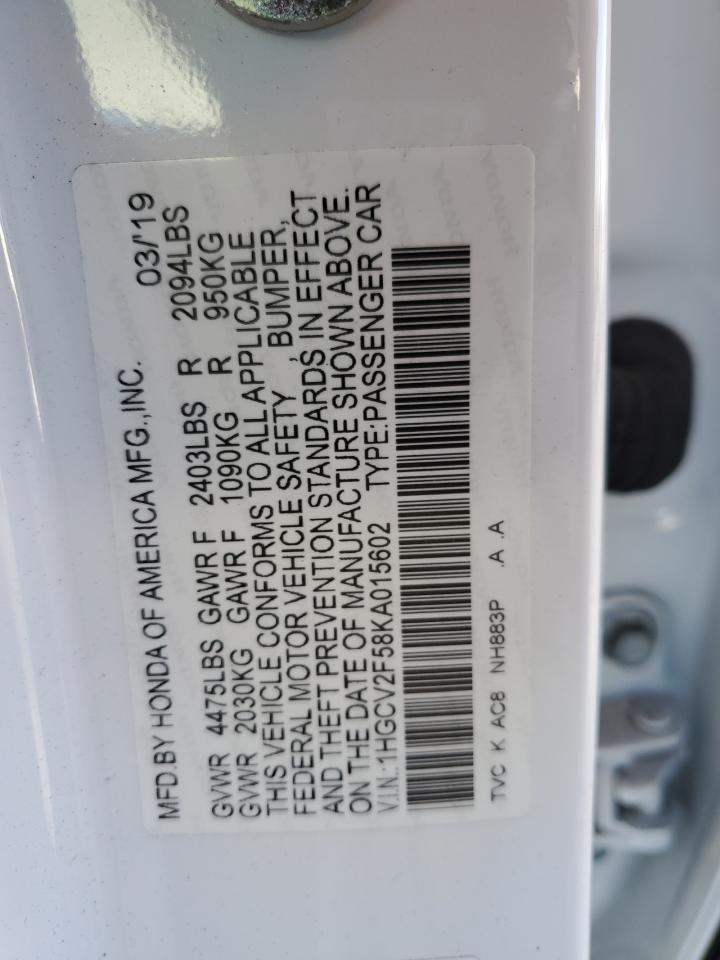 MFD.BY HONDA OF AMERICA MFG.,INC. 03/'19
GVWR 4475LBS GAWR F 2403LBS R 2094LBS
GVWR 2030KG GAWR F 1090KG R 950KG
THIS VEHICLE CONFORMS TO ALL APPLICABLE
FEDERAL MOTOR VEHICLE SAFETY , BUMPER,
AND THEFT PREVENTION STANDARDS IN EFFECT
ON THE DATE OF MANUFACTURE SHOWN ABOVE.
V.I.N.:1HGCV2F58KA015602 TYPE:PASSENGER CAR
TVC K AC8 NH883P .A .A
HONDA
HONDA